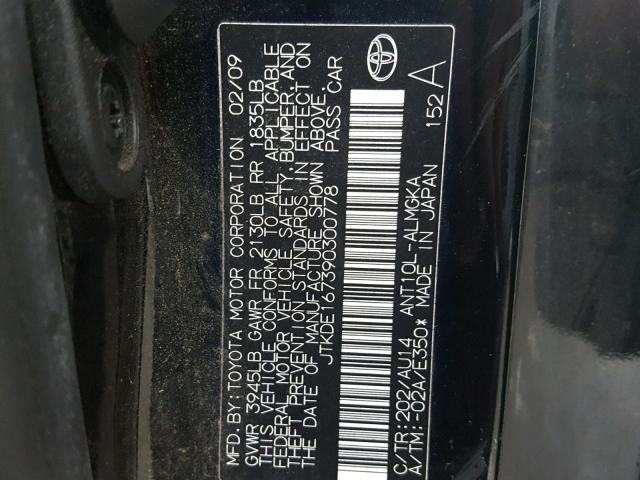 MFD. BY: TOYOTA MOTOR CORPORATION 02/09
GVWR 3945LB GAWR FR 2130LB RR 1835LB
THIS VEHICLE CONFORMS TO ALL APPLICABLE
FEDERAL MOTOR VEHICLE SAFETY, BUMPER, AND
THEFT PREVENTION STANDARDS IN EFFECT ON
THE DATE OF MANUFACTURE SHOWN ABOVE.
JTKDE167390300778 PASS CAR
C/TR: 202/AU14 ANT10L-ALMGKA 152 A
A/TM: -02A/E350* MADE IN JAPAN